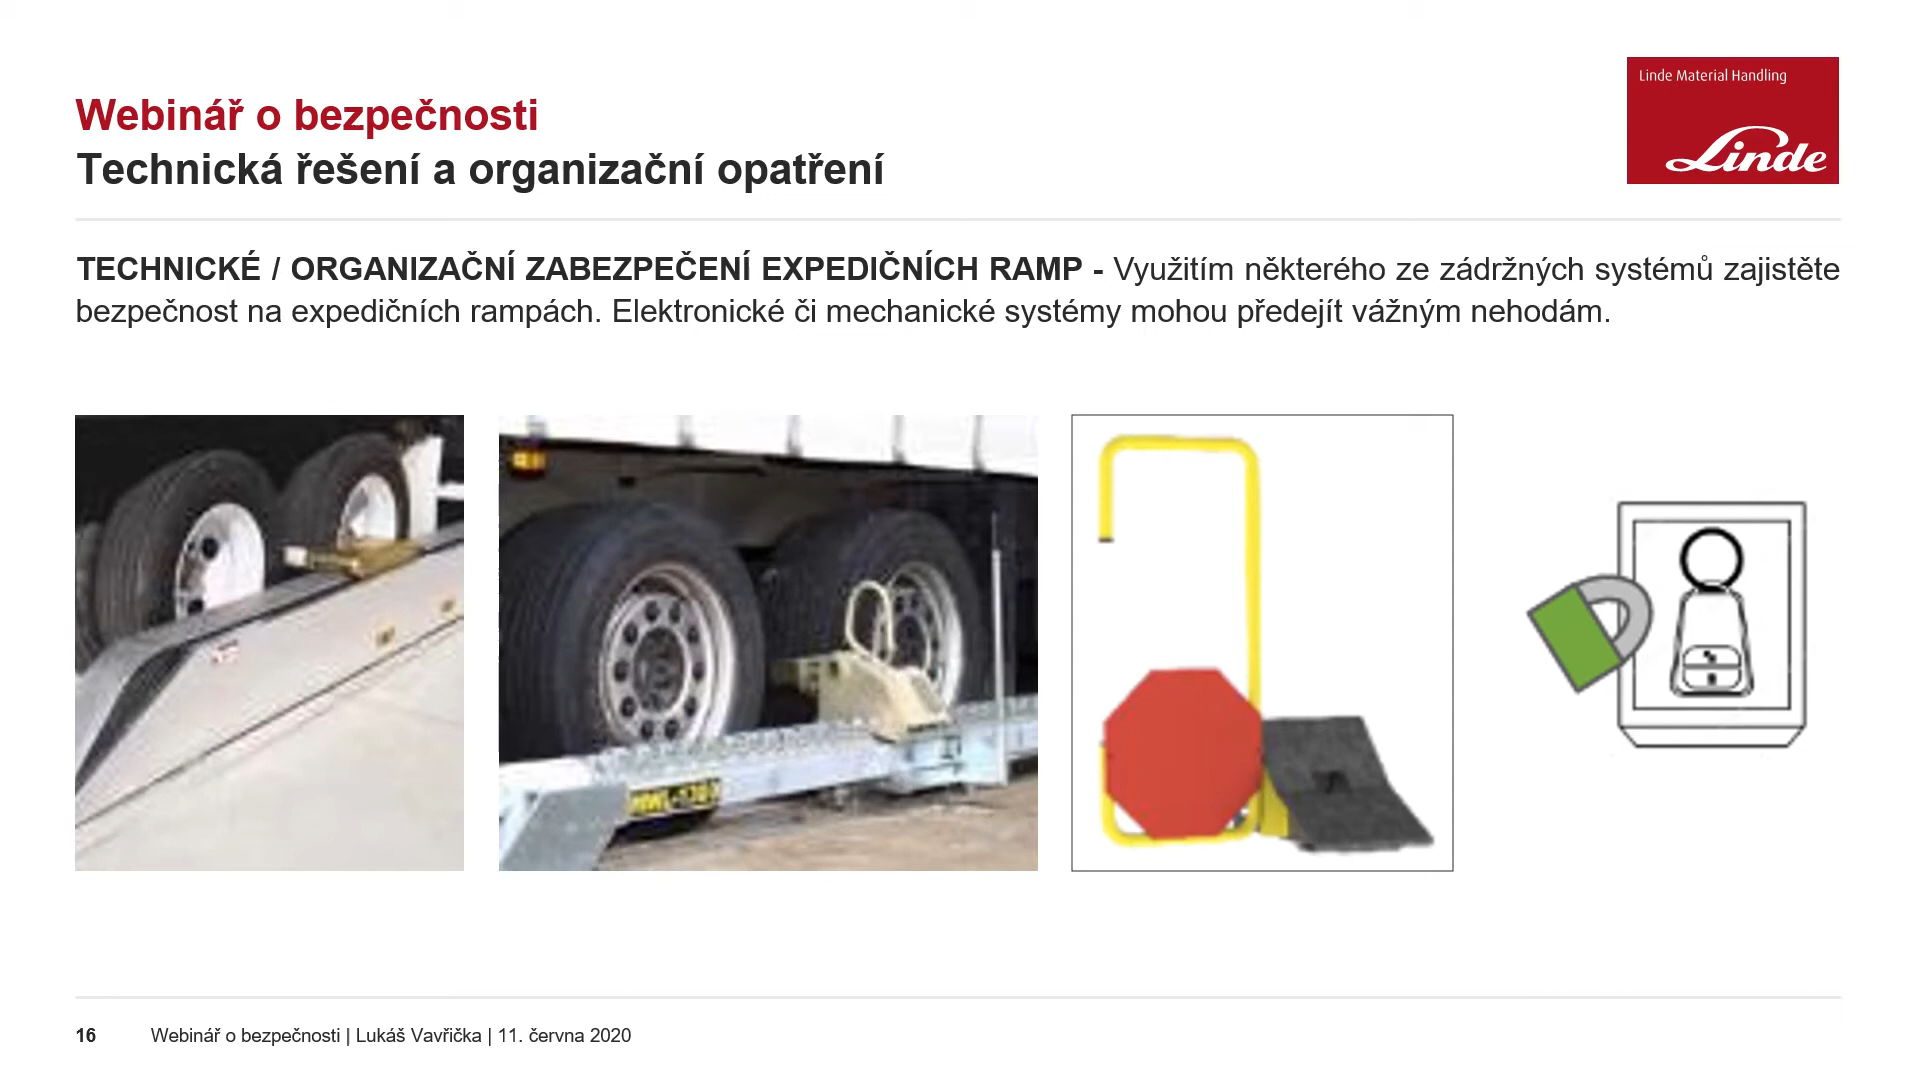 Linde Material Handling
Linde
Webinář o bezpečnosti
Technická řešení a organizační opatření
TECHNICKÉ / ORGANIZAČNÍ ZABEZPEČENÍ EXPEDIČNÍCH RAMP - Využitím některého ze zádržných systémů zajistěte
bezpečnost na expedičních rampách. Elektronické či mechanické systémy mohou předejít vážným nehodám.
16 Webinář o bezpečnosti | Lukáš Vavřička | 11. června 2020